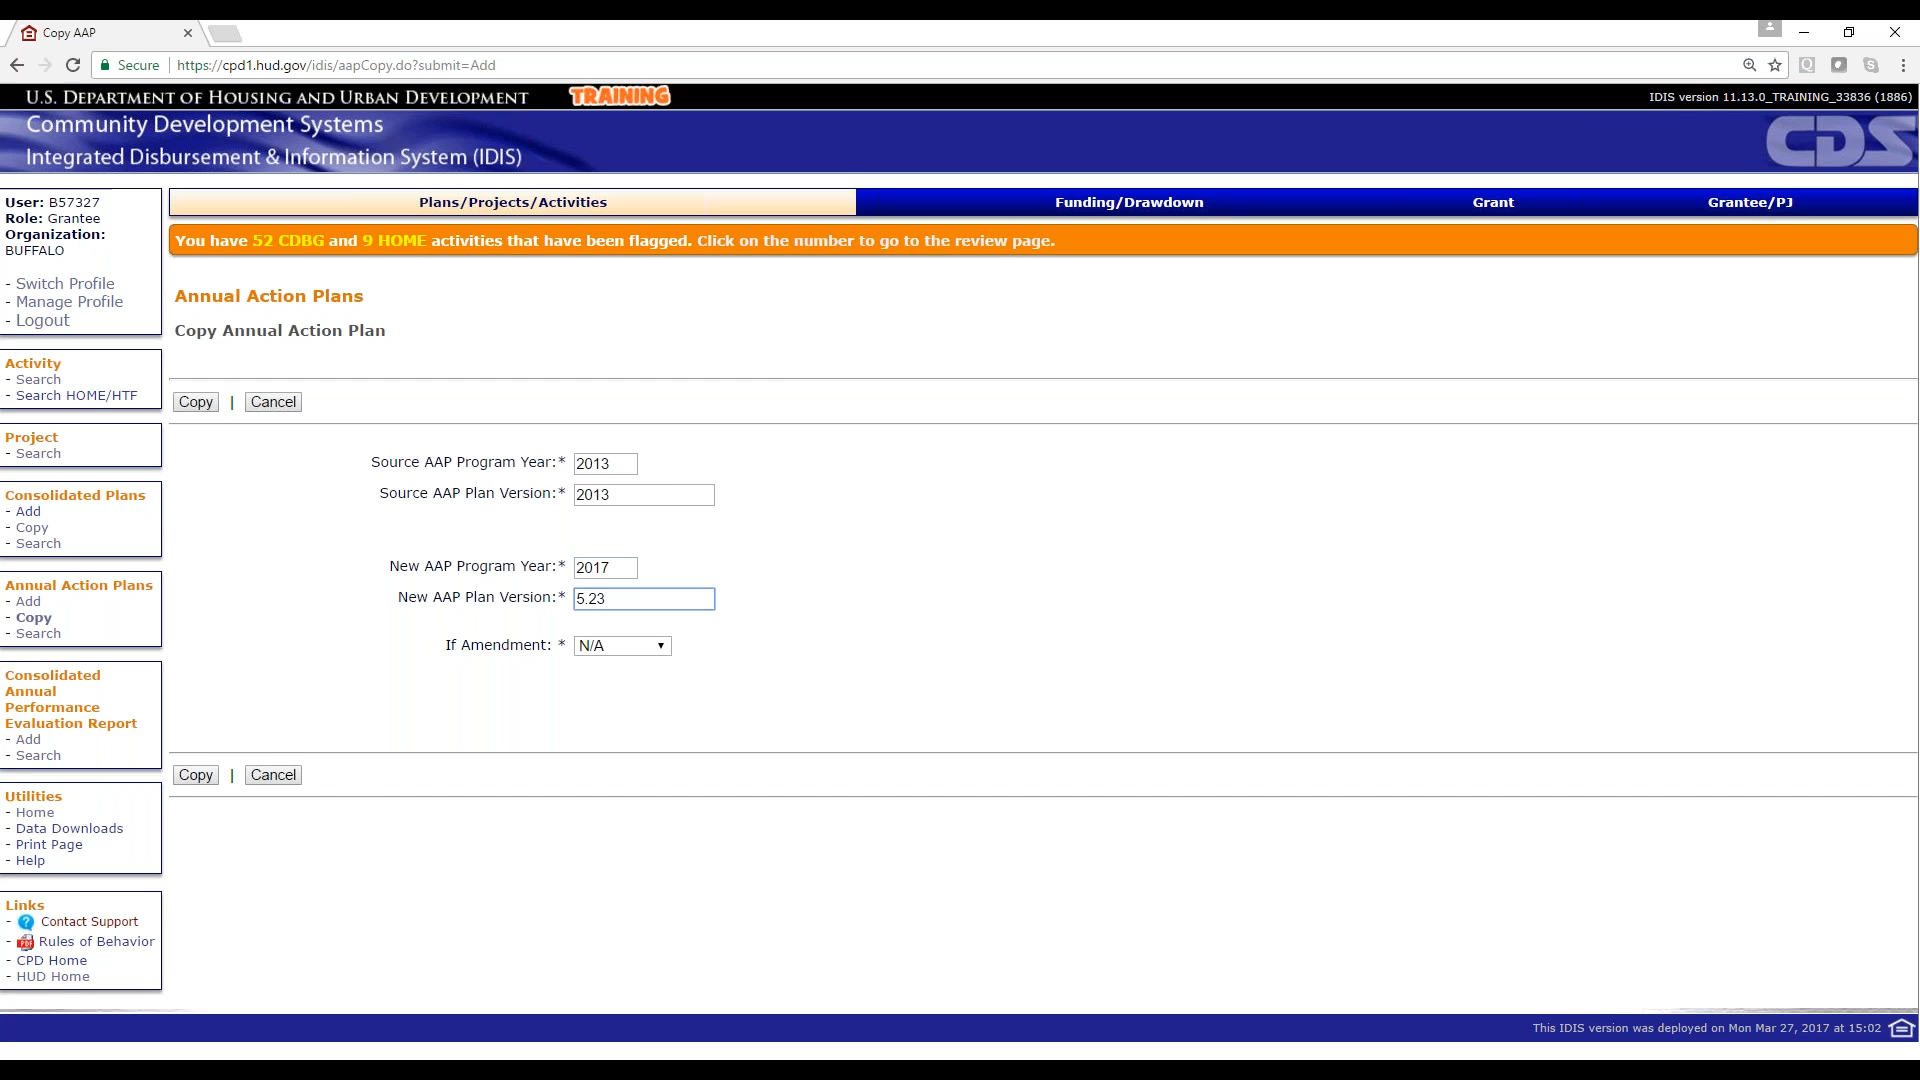 Copy AAP
Secure https://cpd1.hud.gov/idis/aapCopy.do?submit=Add
U.S. DEPARTMENT OF HOUSING AND URBAN DEVELOPMENT TRAINING IDIS version 11.13.0_TRAINING_33836 (1886)
Community Development Systems
Integrated Disbursement & Information System (IDIS)
CDS
User: B57327
Role: Grantee
Organization:
BUFFALO
- Switch Profile
- Manage Profile
- Logout
Activity
- Search
- Search HOME/HTF
Project
- Search
Consolidated Plans
- Add
- Copy
- Search
Annual Action Plans
- Add
- Copy
- Search
Consolidated
Annual
Performance
Evaluation Report
- Add
- Search
Utilities
- Home
- Data Downloads
- Print Page
- Help
Links
- ? Contact Support
- PDF Rules of Behavior
- CPD Home
- HUD Home
Plans/Projects/Activities Funding/Drawdown Grant Grantee/PJ
You have 52 CDBG and 9 HOME activities that have been flagged. Click on the number to go to the review page.
Annual Action Plans
Copy Annual Action Plan
Copy | Cancel
Source AAP Program Year:* 2013
Source AAP Plan Version:* 2013
New AAP Program Year:* 2017
New AAP Plan Version:* 5.23
If Amendment: * N/A
Copy | Cancel
This IDIS version was deployed on Mon Mar 27, 2017 at 15:02